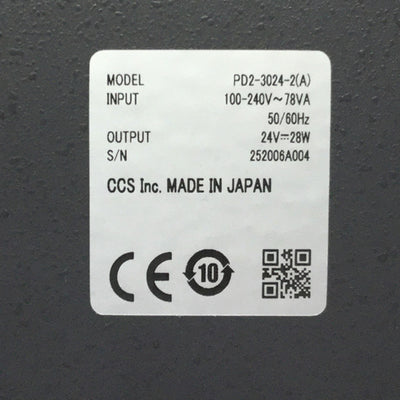 MODEL PD2-3024-2(A)
INPUT 100-240V～78VA
50/60Hz
OUTPUT 24V⎓28W
S/N 252006A004
CCS Inc. MADE IN JAPAN
CE 10